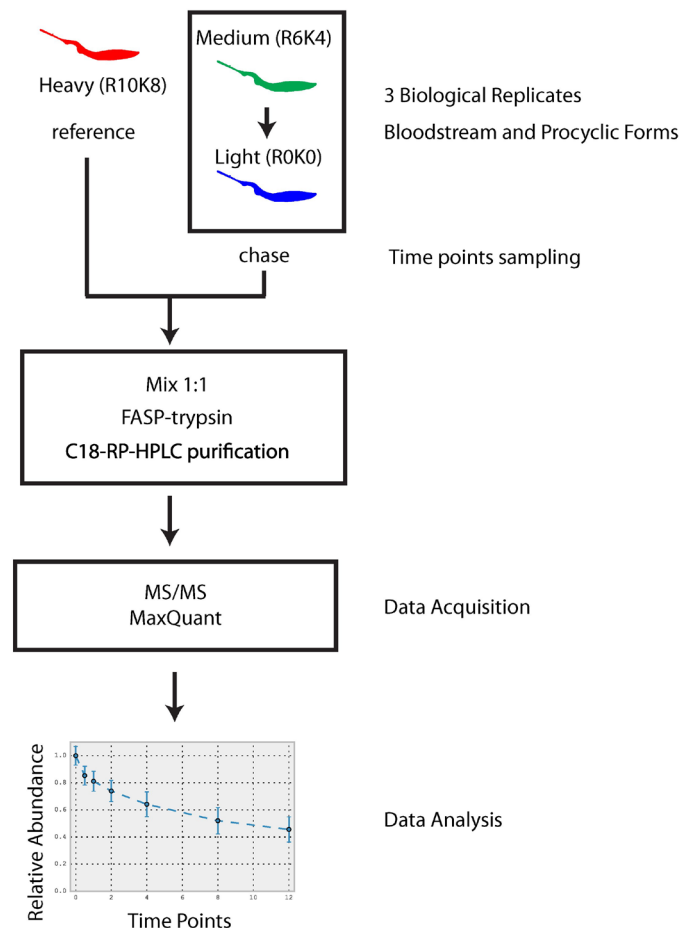 Heavy (R10K8)
reference
Medium (R6K4)
Light (R0K0)
chase
3 Biological Replicates
Bloodstream and Procyclic Forms
Time points sampling
Mix 1:1
FASP-trypsin
C18-RP-HPLC purification
MS/MS
MaxQuant
Data Acquisition
Relative Abundance
1.0
0.8
0.6
0.4
0.2
0.0
0 2 4 6 8 10 12
Time Points
Data Analysis